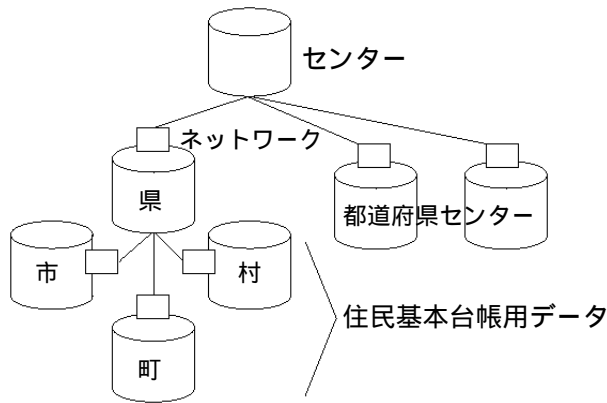 センター
ネットワーク
県
都道府県センター
市
村
住民基本台帳用データ
町